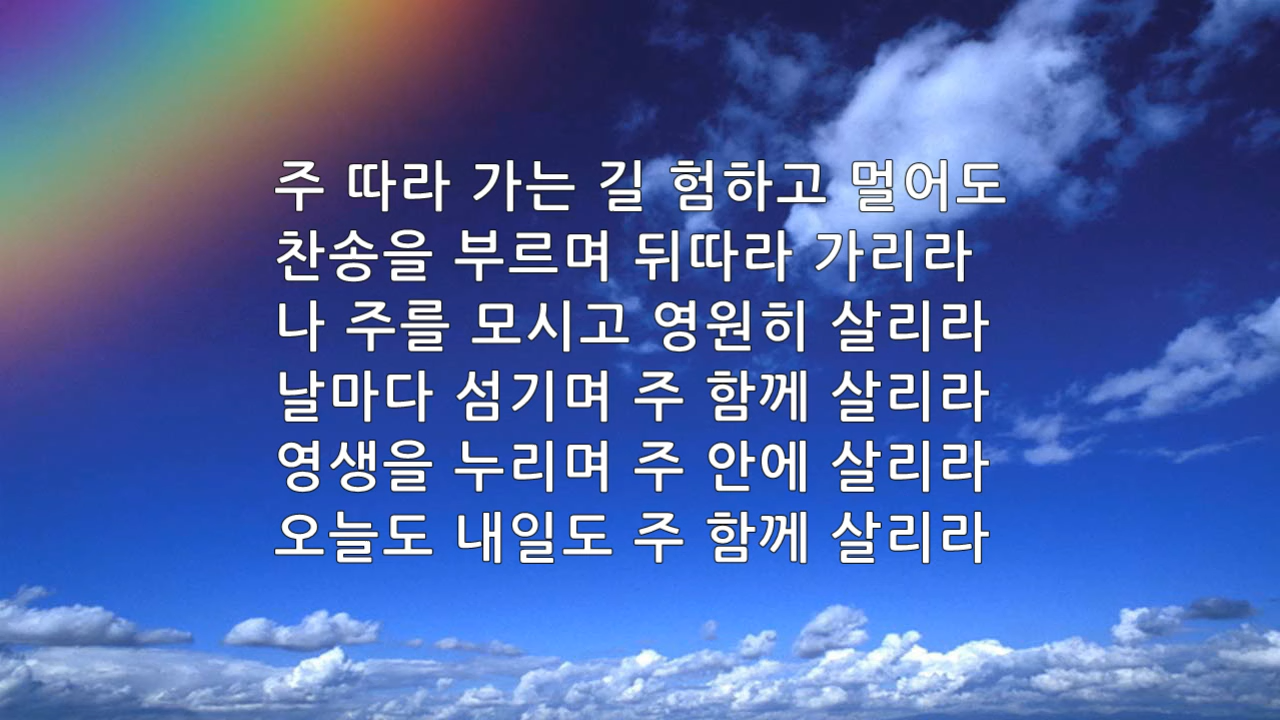 주 따라 가는 길 험하고 멀어도
찬송을 부르며 뒤따라 가리라
나 주를 모시고 영원히 살리라
날마다 섬기며 주 함께 살리라
영생을 누리며 주 안에 살리라
오늘도 내일도 주 함께 살리라